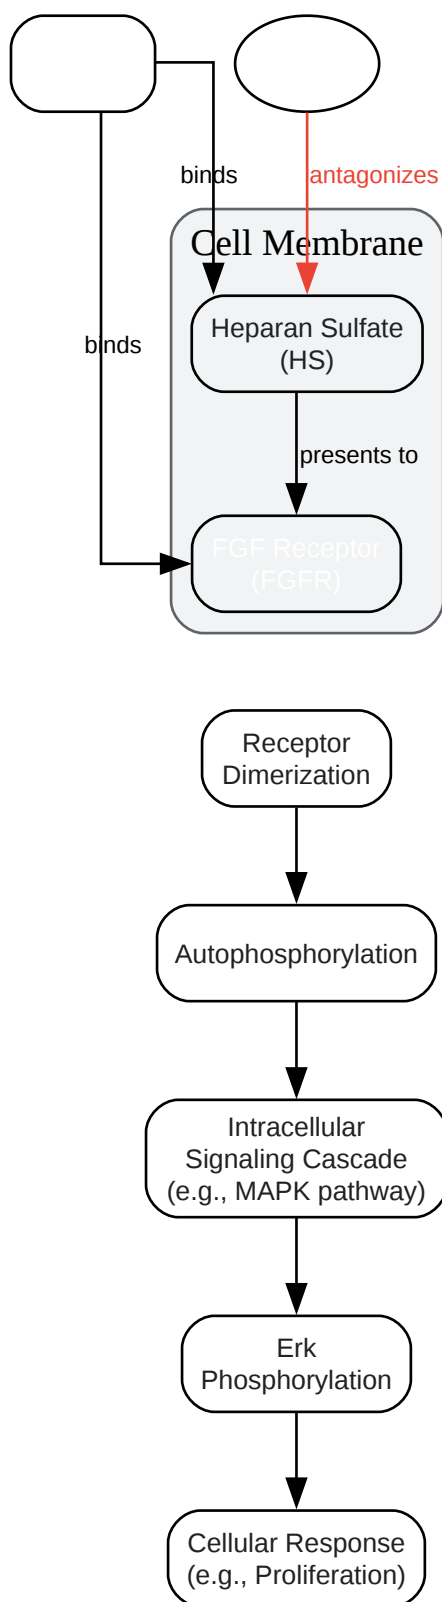 binds
antagonizes
Cell Membrane
Heparan Sulfate
(HS)
binds
presents to
FGF Receptor
(FGFR)
Receptor
Dimerization
Autophosphorylation
Intracellular
Signaling Cascade
(e.g., MAPK pathway)
Erk
Phosphorylation
Cellular Response
(e.g., Proliferation)